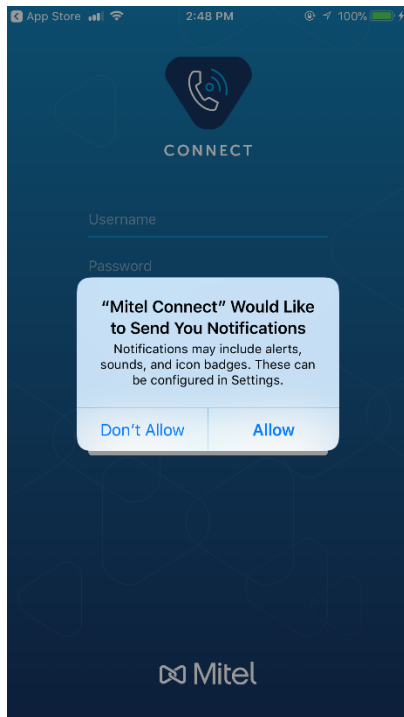 App Store 2:48 PM 100%
CONNECT
Username
Password
“Mitel Connect” Would Like
to Send You Notifications
Notifications may include alerts,
sounds, and icon badges. These can
be configured in Settings.
Don’t Allow Allow
Mitel